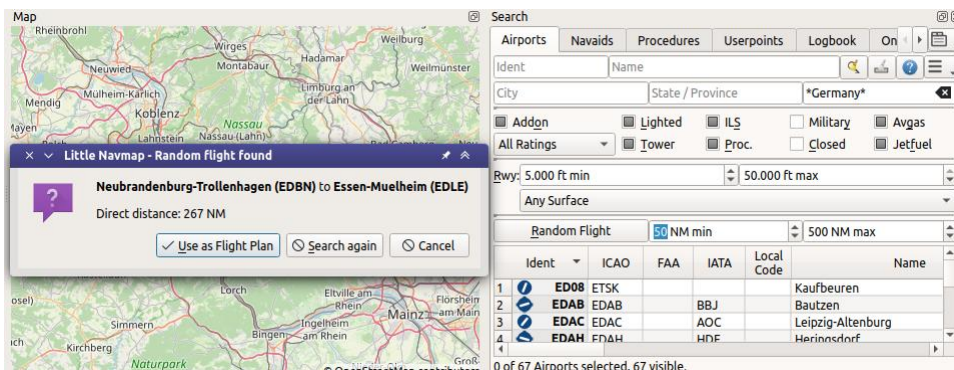 Map
Rheinbrohl
Wirges
Weilburg
Hadamar
Neuwied
Montabaur
Weilmünster
Limburg an der Lahn
Mülheim-Kärlich
Mendig
Koblenz
Nassau
Nassau (Lahn)
Lahnstein
Little Navmap - Random flight found
Neubrandenburg-Trollenhagen (EDBN) to Essen-Muelheim (EDLE)
Direct distance: 267 NM
Use as Flight Plan
Search again
Cancel
Lorch
Eltville am Rhein
Simmern
Ingelheim am Rhein
Mainz
Bingen am Rhein
Kirchberg
Naturpark
Search
Airports Navaids Procedures Userpoints Logbook On
Ident Name
City State / Province *Germany*
Addon Lighted ILS Military Avgas
All Ratings Tower Proc. Closed Jetfuel
Rwy: 5.000 ft min 50.000 ft max
Any Surface
Random Flight 50 NM min 500 NM max
Ident ICAO FAA IATA Local Code Name
1 ED08 ETSK Kaufbeuren
2 EDAB EDAB BBJ Bautzen
3 EDAC EDAC AOC Leipzig-Altenburg
4 EDAH EDAH HDF Heringsdorf
0 of 67 Airports selected, 67 visible.